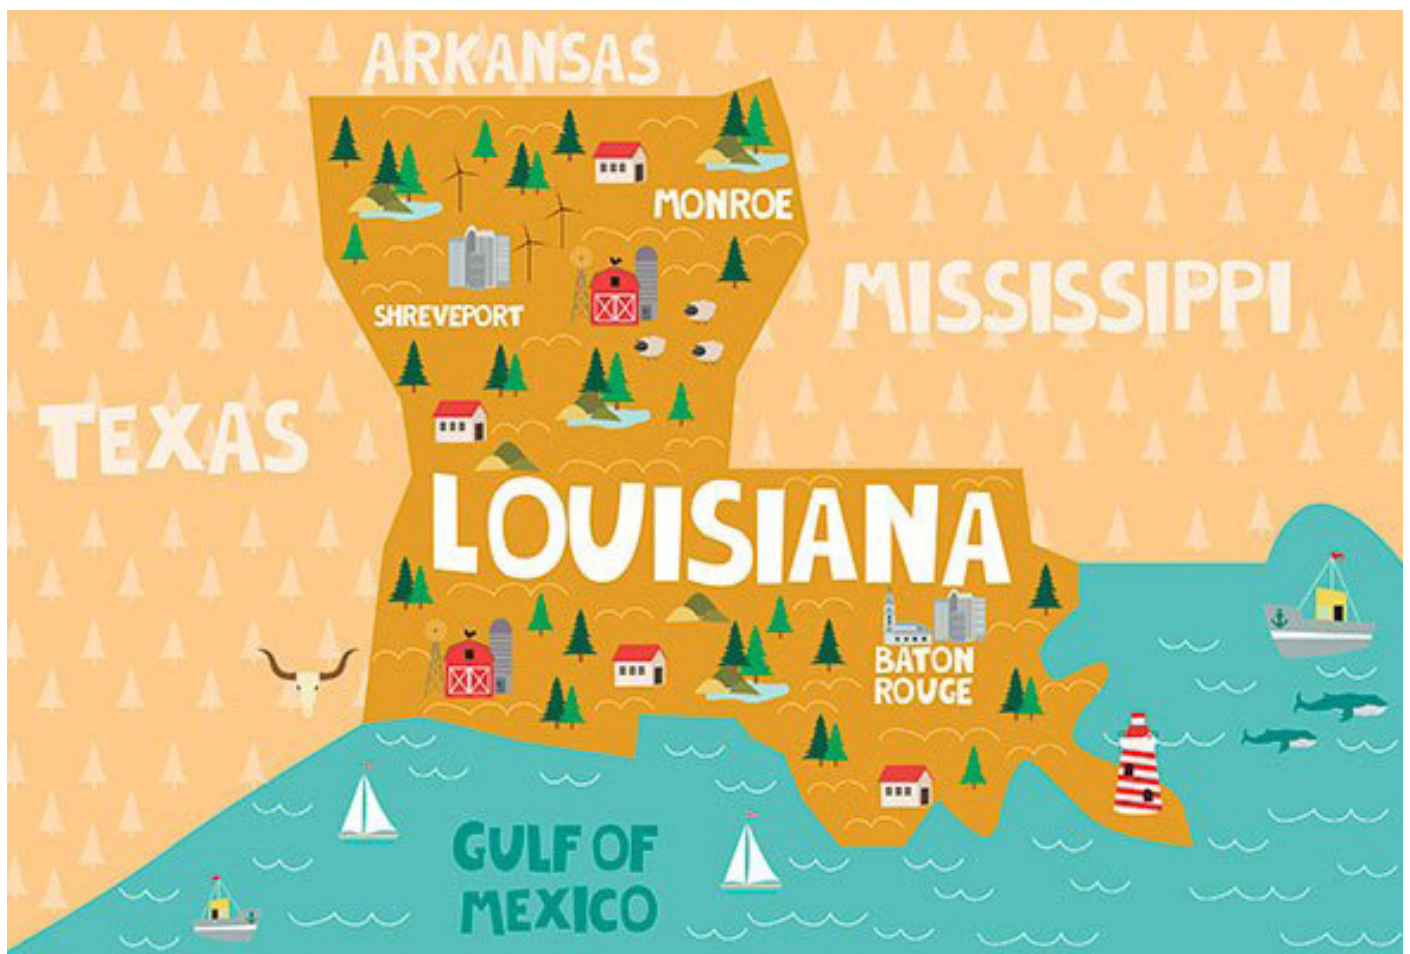 ARKANSAS
MONROE
MISSISSIPPI
SHREVEPORT
TEXAS
LOUISIANA
BATON
ROUGE
GULF OF
MEXICO